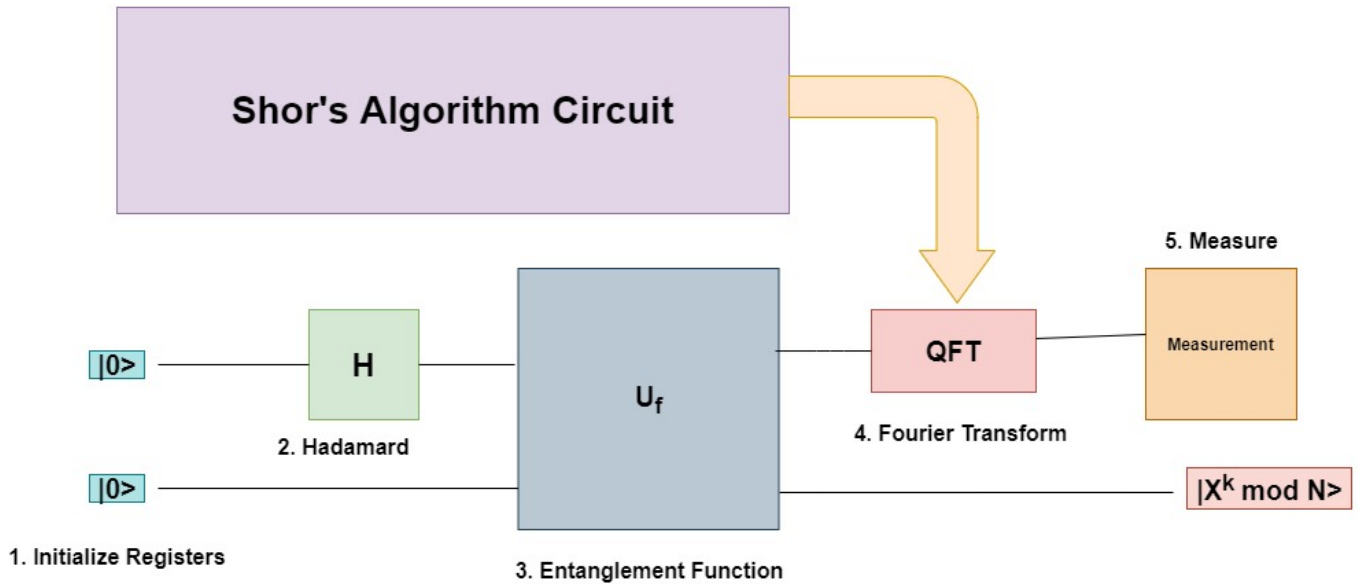 Shor's Algorithm Circuit
5. Measure
|0>
H
U_f
QFT
Measurement
2. Hadamard
4. Fourier Transform
|0>
|X^k mod N>
1. Initialize Registers
3. Entanglement Function